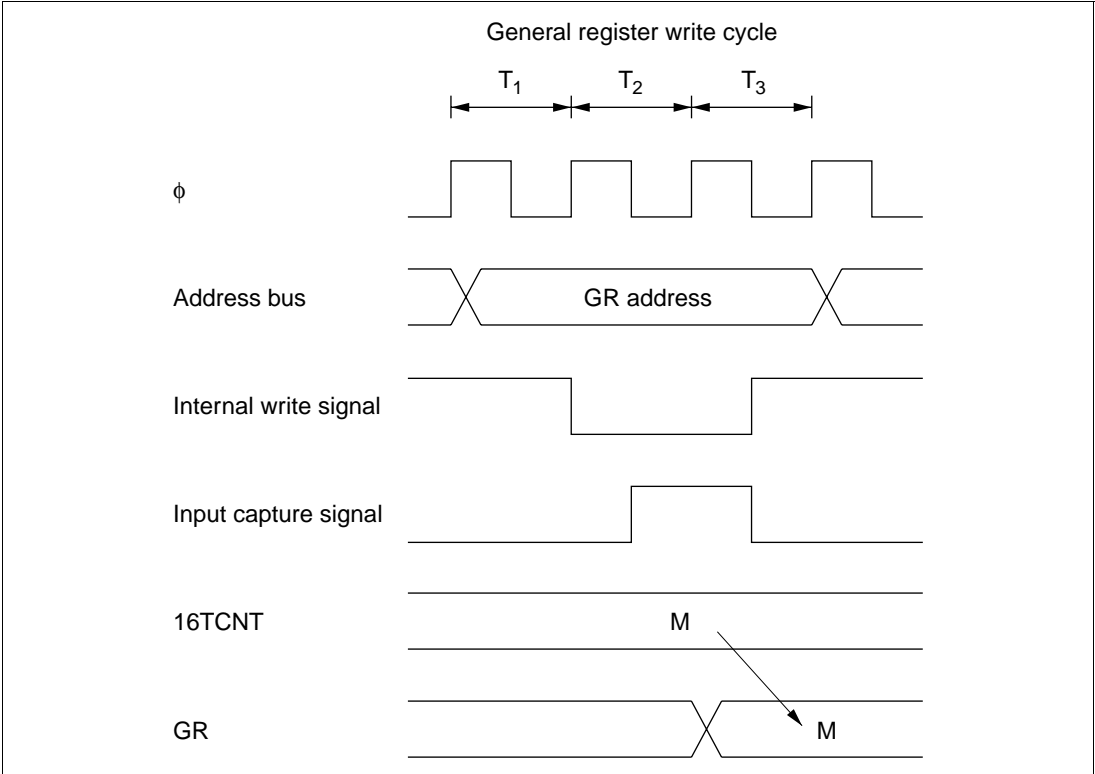 General register write cycle
T1 T2 T3
φ
Address bus
GR address
Internal write signal
Input capture signal
16TCNT
M
GR
M